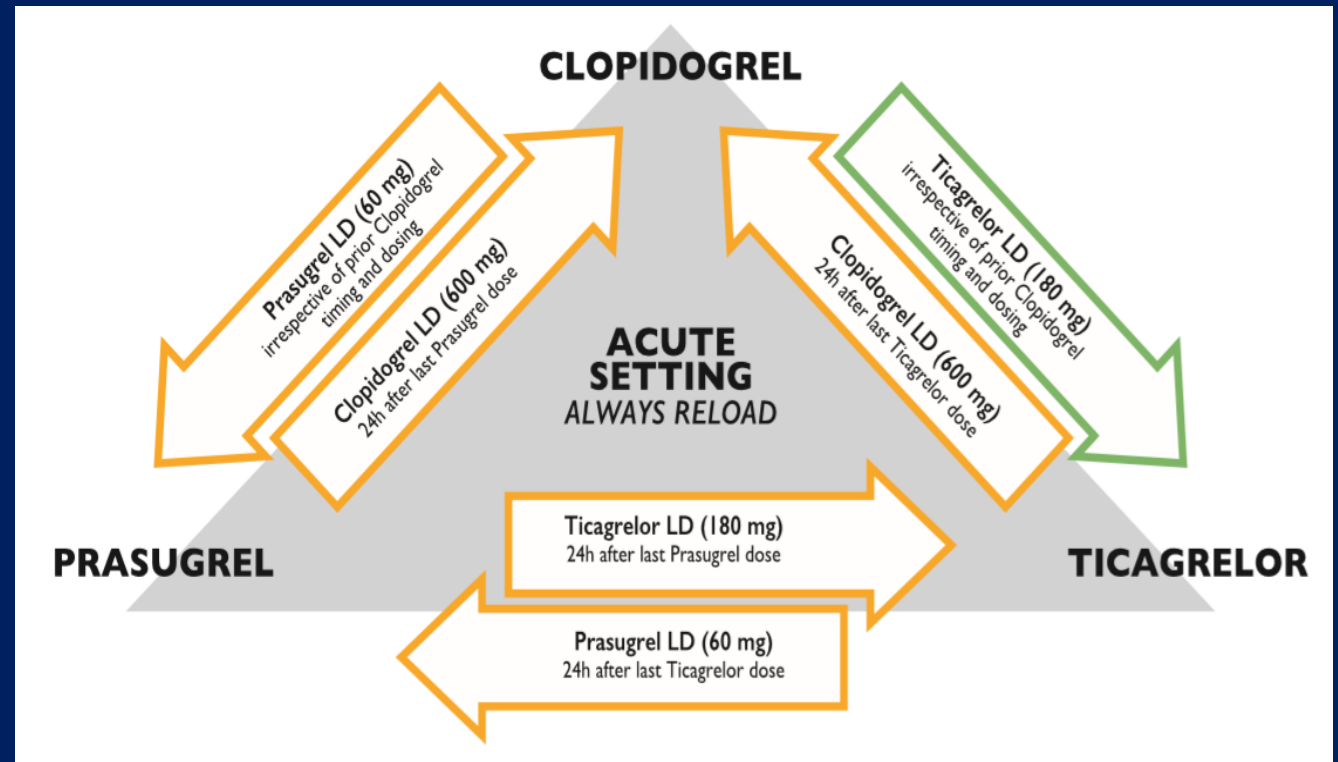 CLOPIDOGREL
Prasugrel LD (60 mg)
irrespective of prior Clopidogrel
timing and dosing
Clopidogrel LD (600 mg)
24h after last Prasugrel dose
Ticagrelor LD (180 mg)
irrespective of prior Clopidogrel
timing and dosing
Clopidogrel LD (600 mg)
24h after last Ticagrelor dose
ACUTE
SETTING
ALWAYS RELOAD
PRASUGREL
Ticagrelor LD (180 mg)
24h after last Prasugrel dose
TICAGRELOR
Prasugrel LD (60 mg)
24h after last Ticagrelor dose